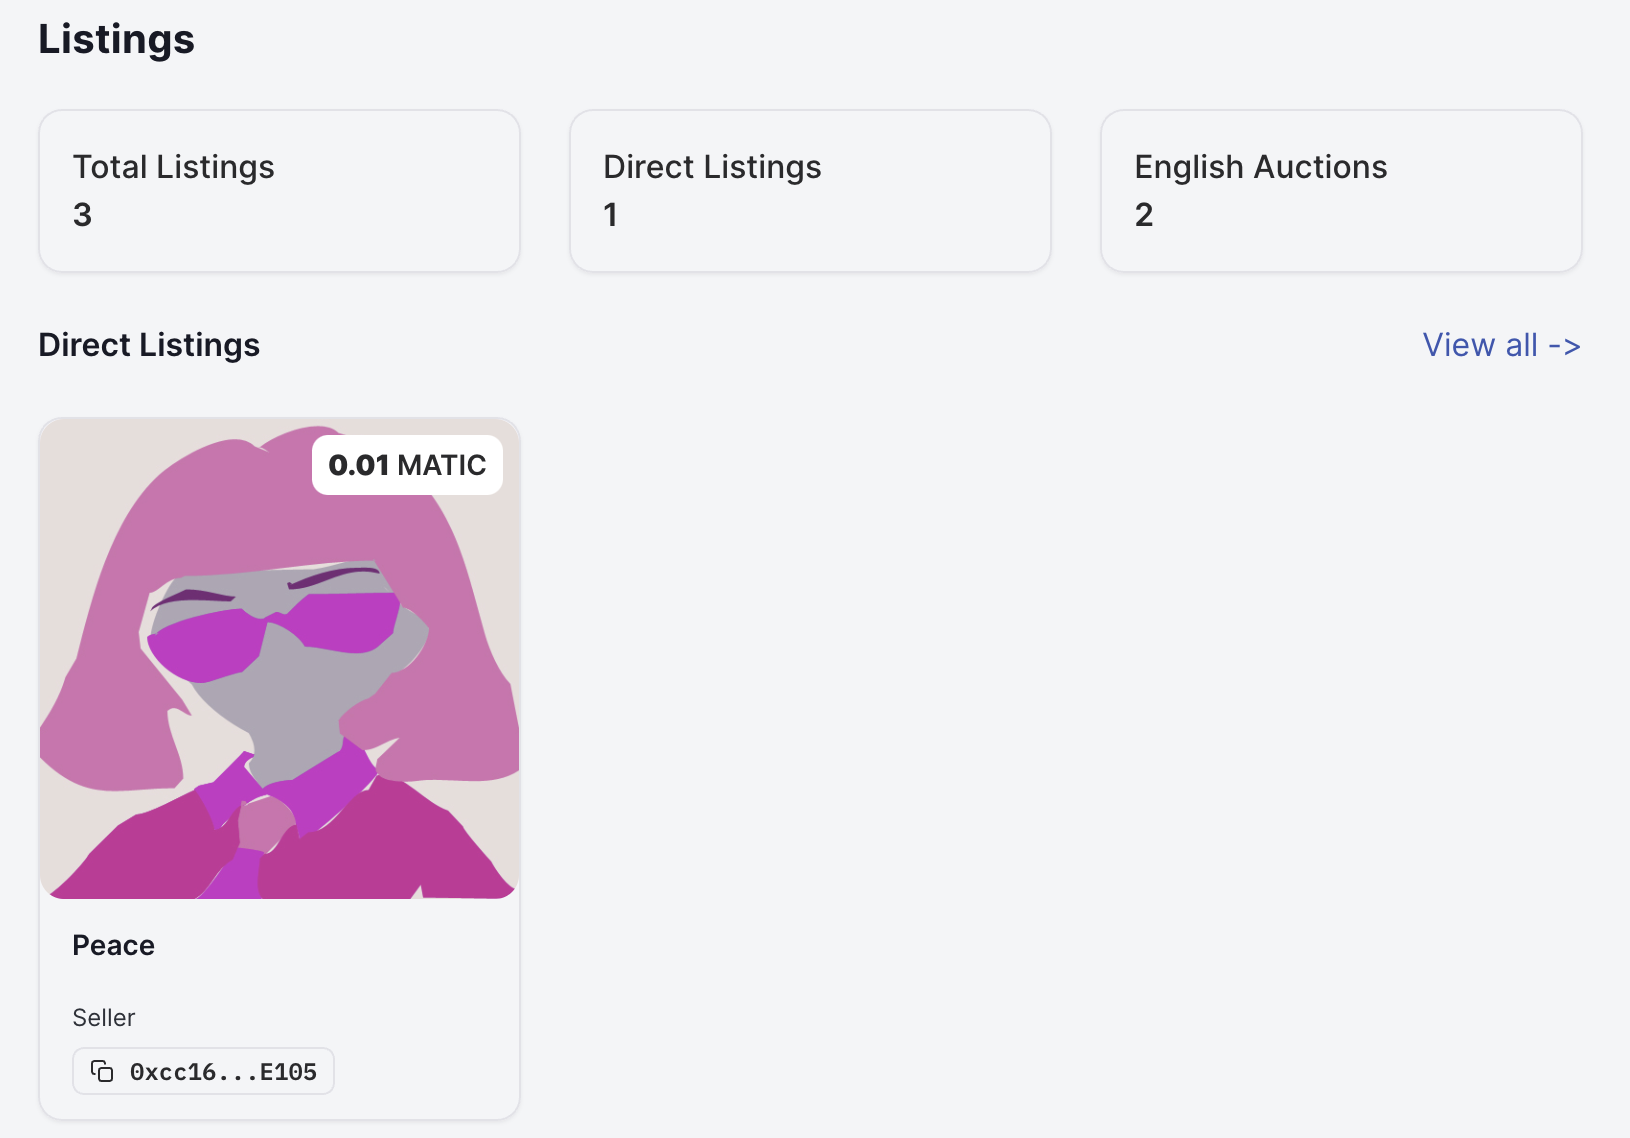 Listings
Total Listings
3
Direct Listings
1
English Auctions
2
Direct Listings
View all ->
0.01 MATIC
Peace
Seller
0xcc16...E105